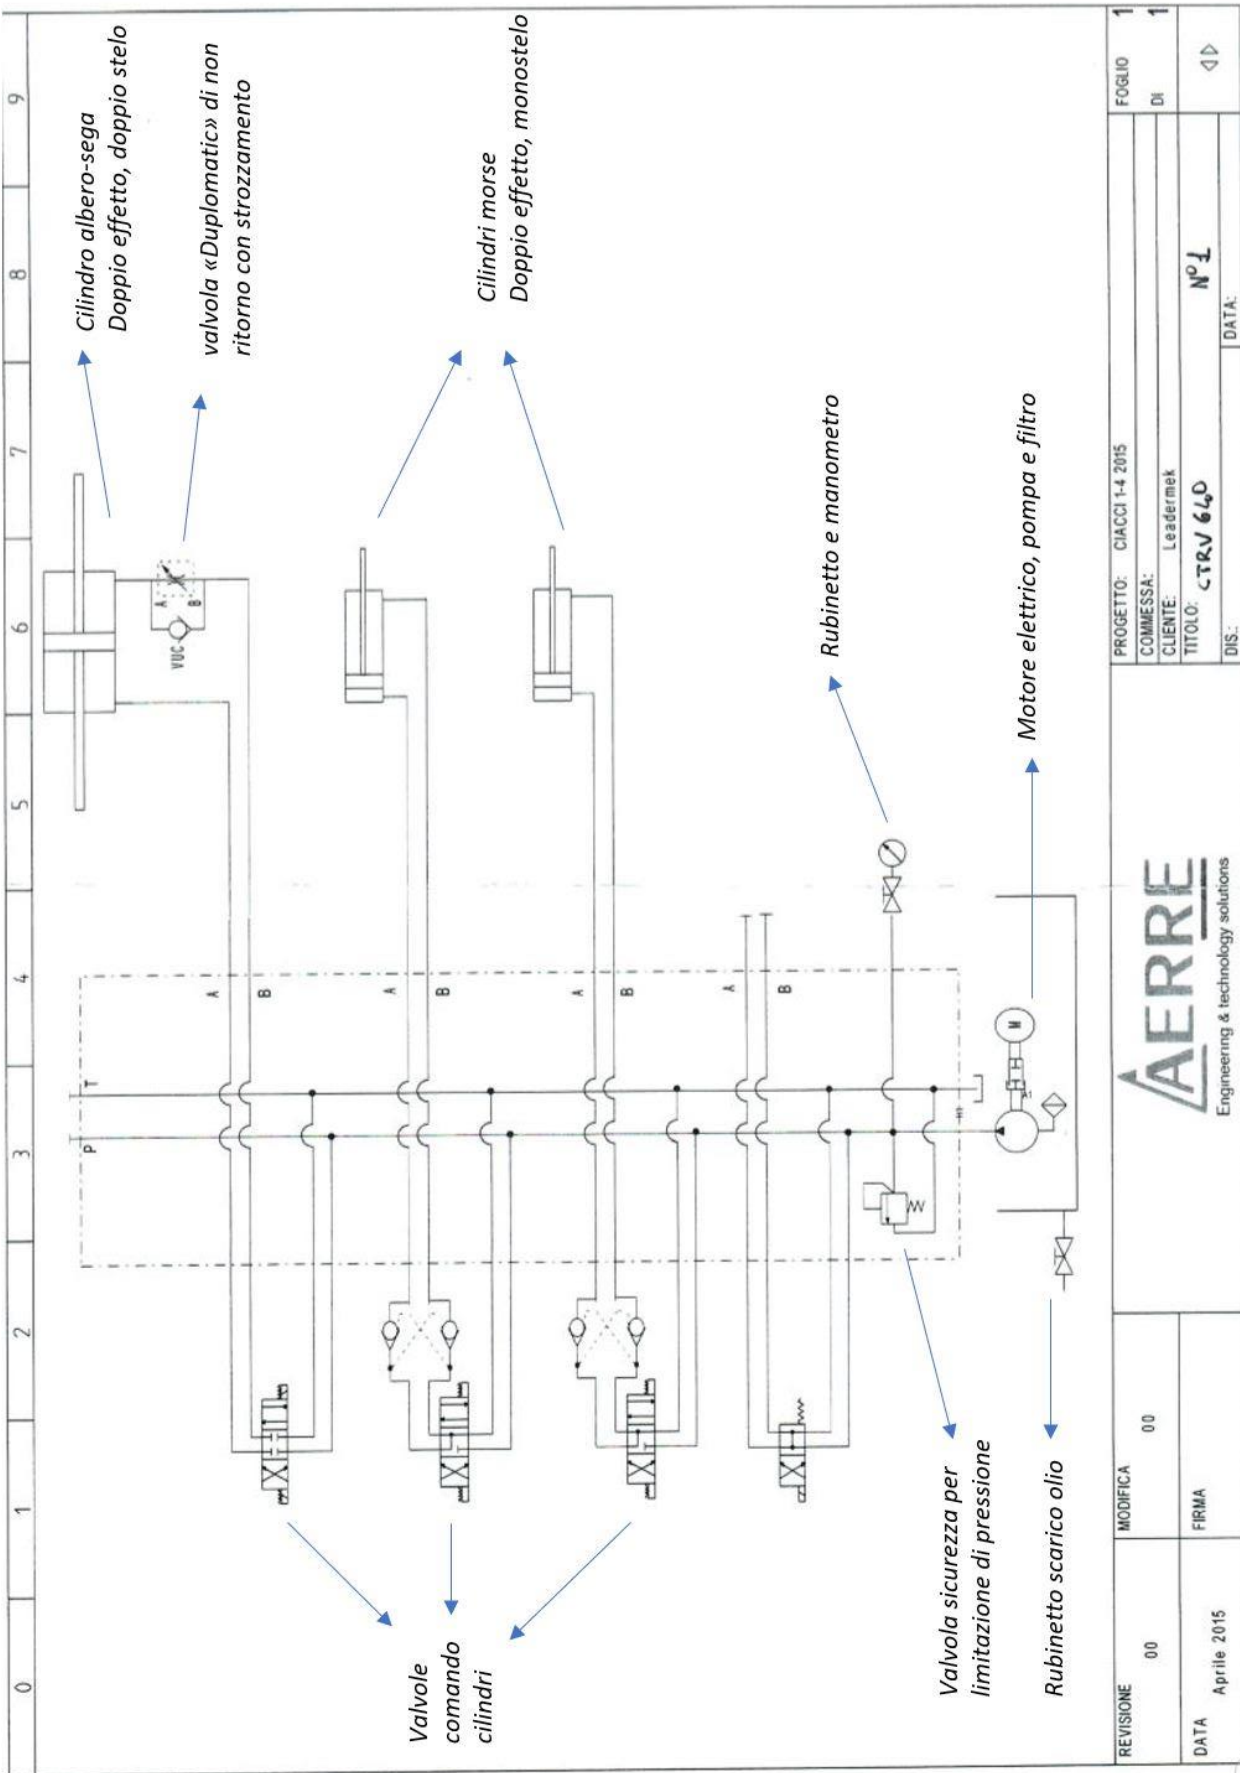 0 1 2 3 4 5 6 7 8 9
Cilindro albero-sega
Doppio effetto, doppio stelo
valvola «Duplomatic» di non
ritorno con strozzamento
VUC
A
B
Cilindri morse
Doppio effetto, monostelo
P
T
A
B
A
B
A
B
A
B
Valvole
comando
cilindri
Rubinetto e manometro
Valvola sicurezza per
limitazione di pressione
M
A1
Motore elettrico, pompa e filtro
Rubinetto scarico olio
REVISIONE
00
MODIFICA
00
DATA
Aprile 2015
FIRMA
AERRE
Engineering & technology solutions
PROGETTO: CIACCI 1-4 2015
COMMESSA:
CLIENTE: Leadermek
TITOLO: CTRV 640 N°1
DIS.:
DATA:
FOGLIO 1
DI 1